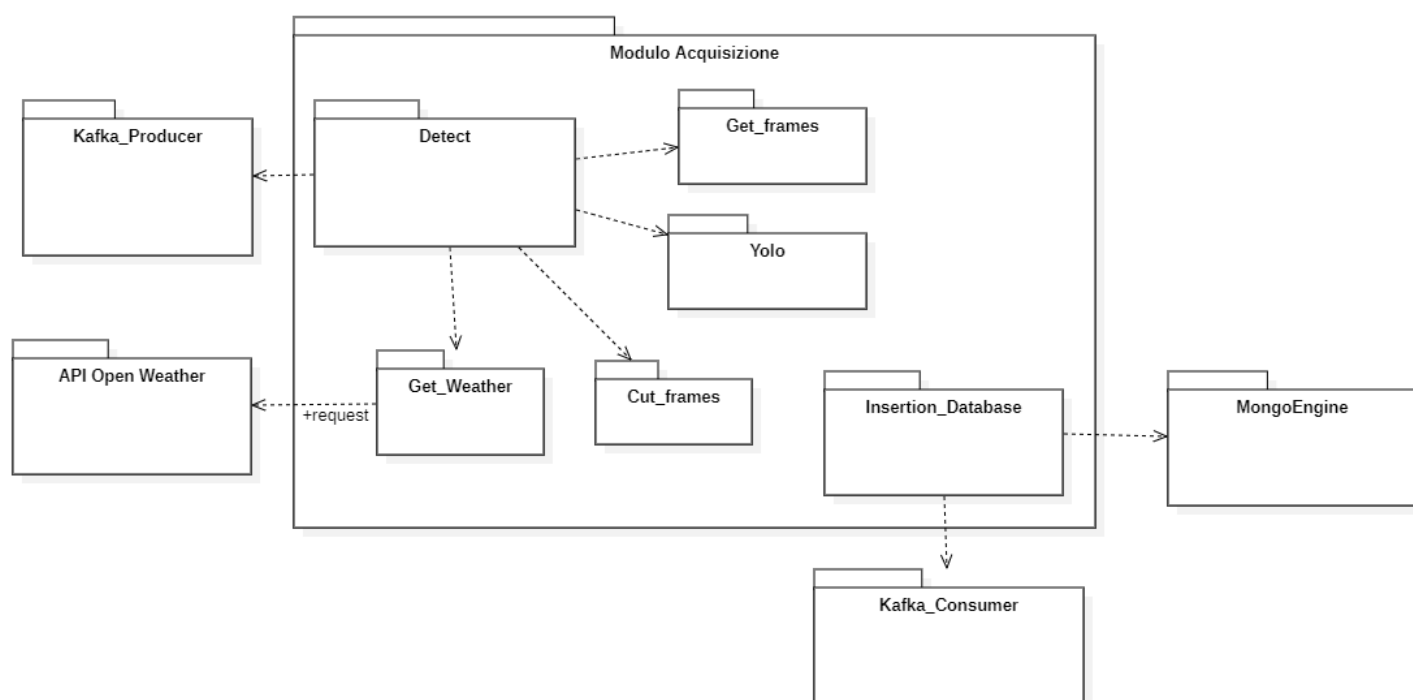 Modulo Acquisizione
Kafka_Producer
Detect
Get_frames
Yolo
API Open Weather
+request
Get_Weather
Cut_frames
Insertion_Database
MongoEngine
Kafka_Consumer